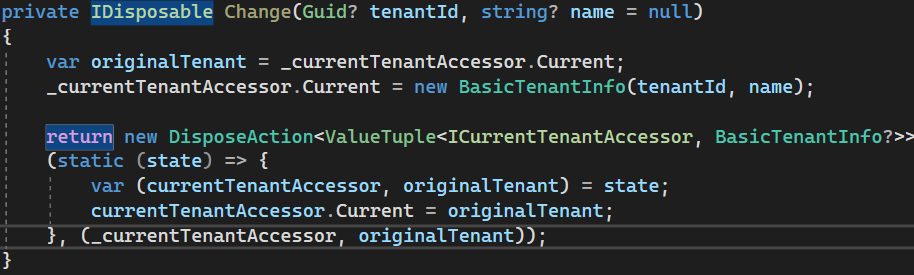 private IDisposable Change(Guid? tenantId, string? name = null)
{
    var originalTenant = _currentTenantAccessor.Current;
    _currentTenantAccessor.Current = new BasicTenantInfo(tenantId, name);

    return new DisposeAction<ValueTuple<ICurrentTenantAccessor, BasicTenantInfo?>>
    (static (state) => {
        var (currentTenantAccessor, originalTenant) = state;
        currentTenantAccessor.Current = originalTenant;
    }, (_currentTenantAccessor, originalTenant));
}